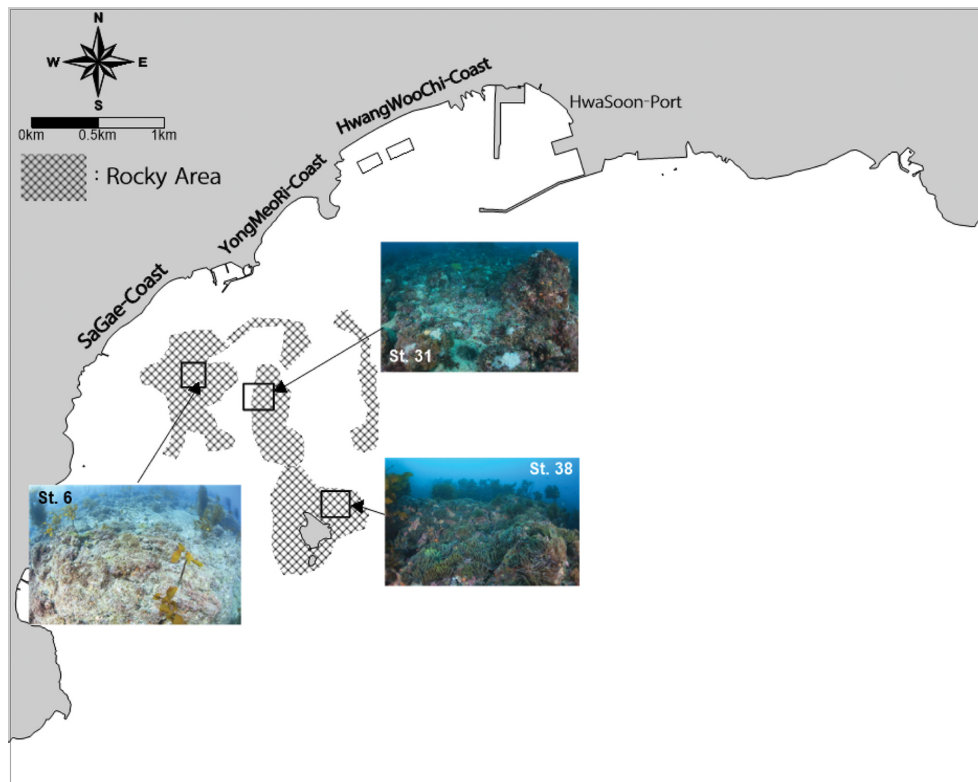 N
W E
S
0km 0.5km 1km
: Rocky Area
HwangWooChi-Coast
HwaSoon-Port
YongMeoRi-Coast
SaGae-Coast
St. 31
St. 38
St. 6